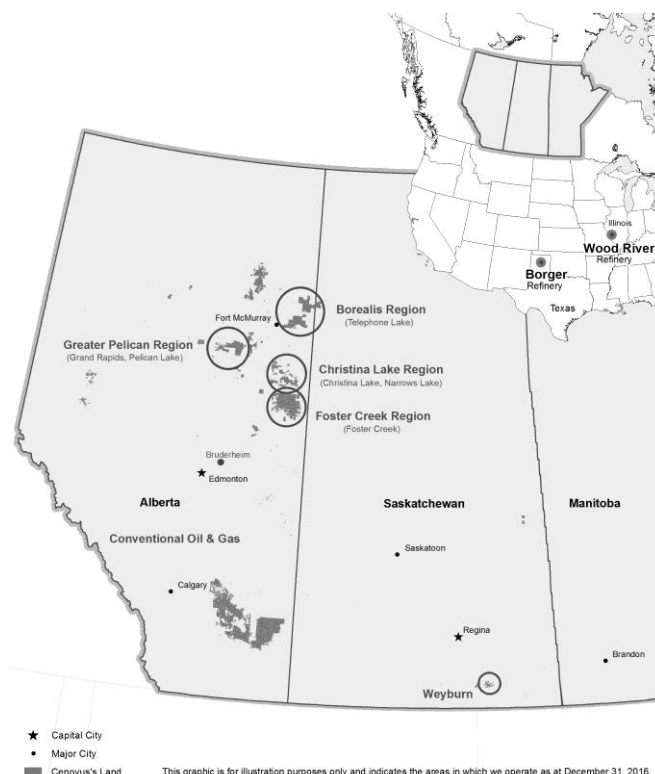 Illinois
Wood River
Refinery
Borger
Refinery
Texas
Borealis Region
(Telephone Lake)
Fort McMurray
Greater Pelican Region
(Grand Rapids, Pelican Lake)
Christina Lake Region
(Christina Lake, Narrows Lake)
Foster Creek Region
(Foster Creek)
Bruderheim
Edmonton
Alberta
Saskatchewan
Manitoba
Conventional Oil & Gas
Saskatoon
Calgary
Regina
Brandon
Weyburn
Capital City
Major City
Cenovus's Land
This graphic is for illustration purposes only and indicates the areas in which we operate as at December 31, 2016